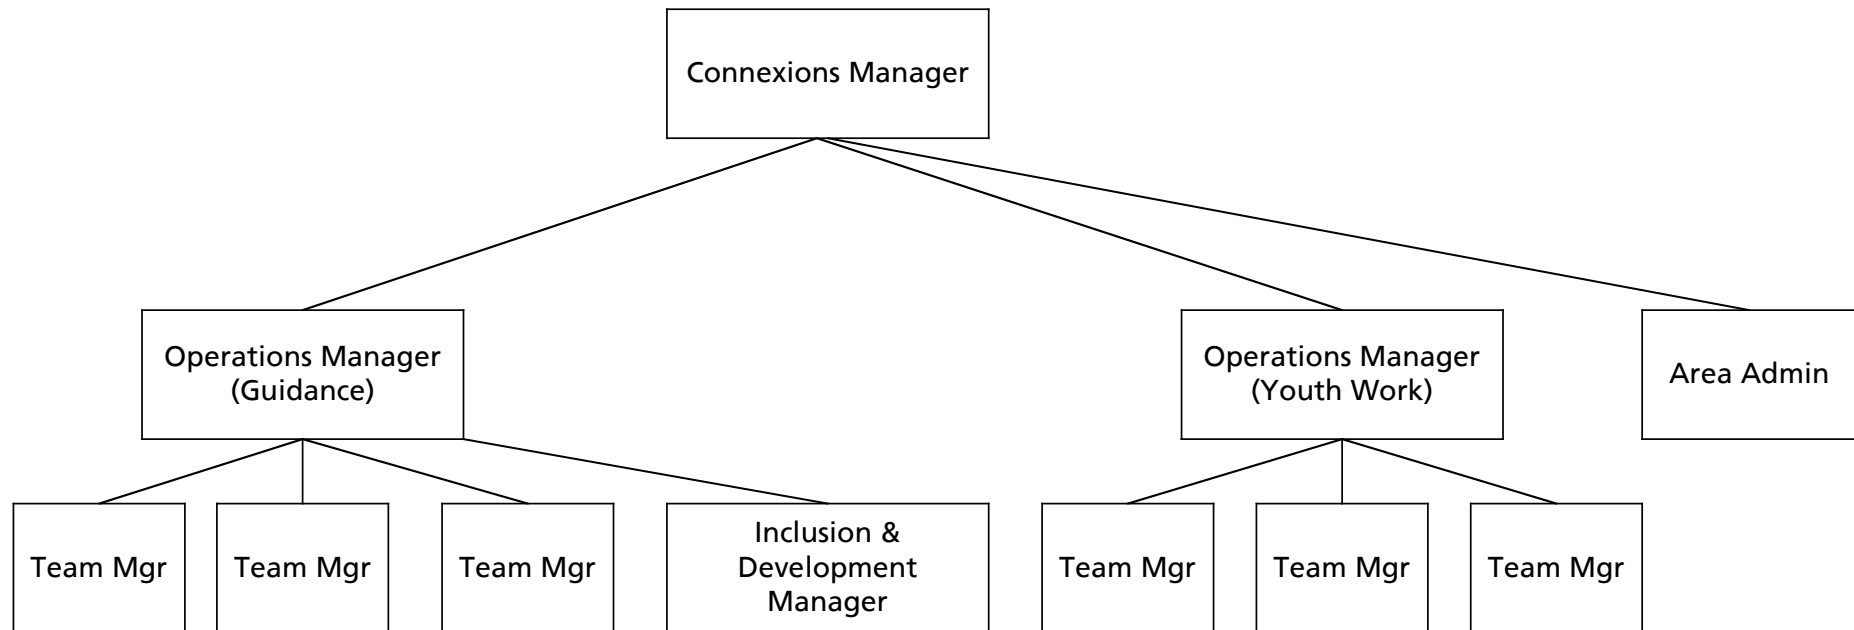 Connexions Manager
Operations Manager
(Guidance)
Operations Manager
(Youth Work)
Area Admin
Team Mgr
Team Mgr
Team Mgr
Inclusion &
Development
Manager
Team Mgr
Team Mgr
Team Mgr